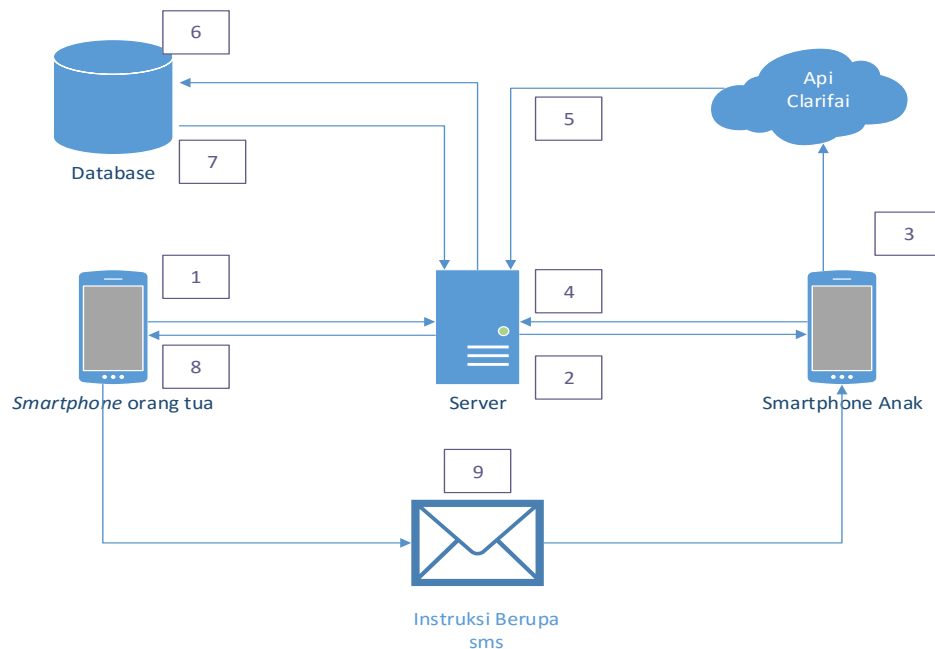 6
Api
Clarifai
5
7
Database
3
1
4
8
2
Smartphone orang tua
Server
Smartphone Anak
9
Instruksi Berupa
sms